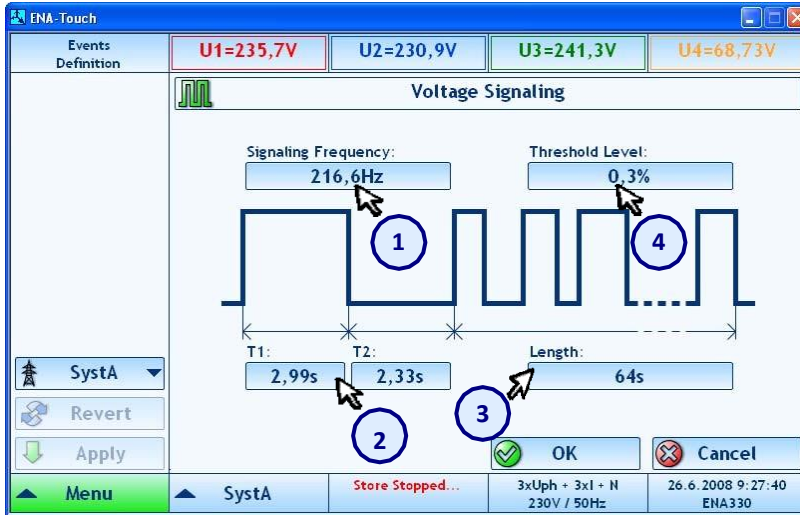 ENA-Touch
Events
Definition
U1=235,7V
U2=230,9V
U3=241,3V
U4=68,73V
Voltage Signaling
Signaling Frequency:
Threshold Level:
216,6Hz
0,3%
1
4
T1:
T2:
Length:
2,99s
2,33s
64s
2
3
SystA
Revert
Apply
OK
Cancel
Menu
SystA
Store Stopped...
3xUph + 3xI + N
230V / 50Hz
26.6.2008 9:27:40
ENA330